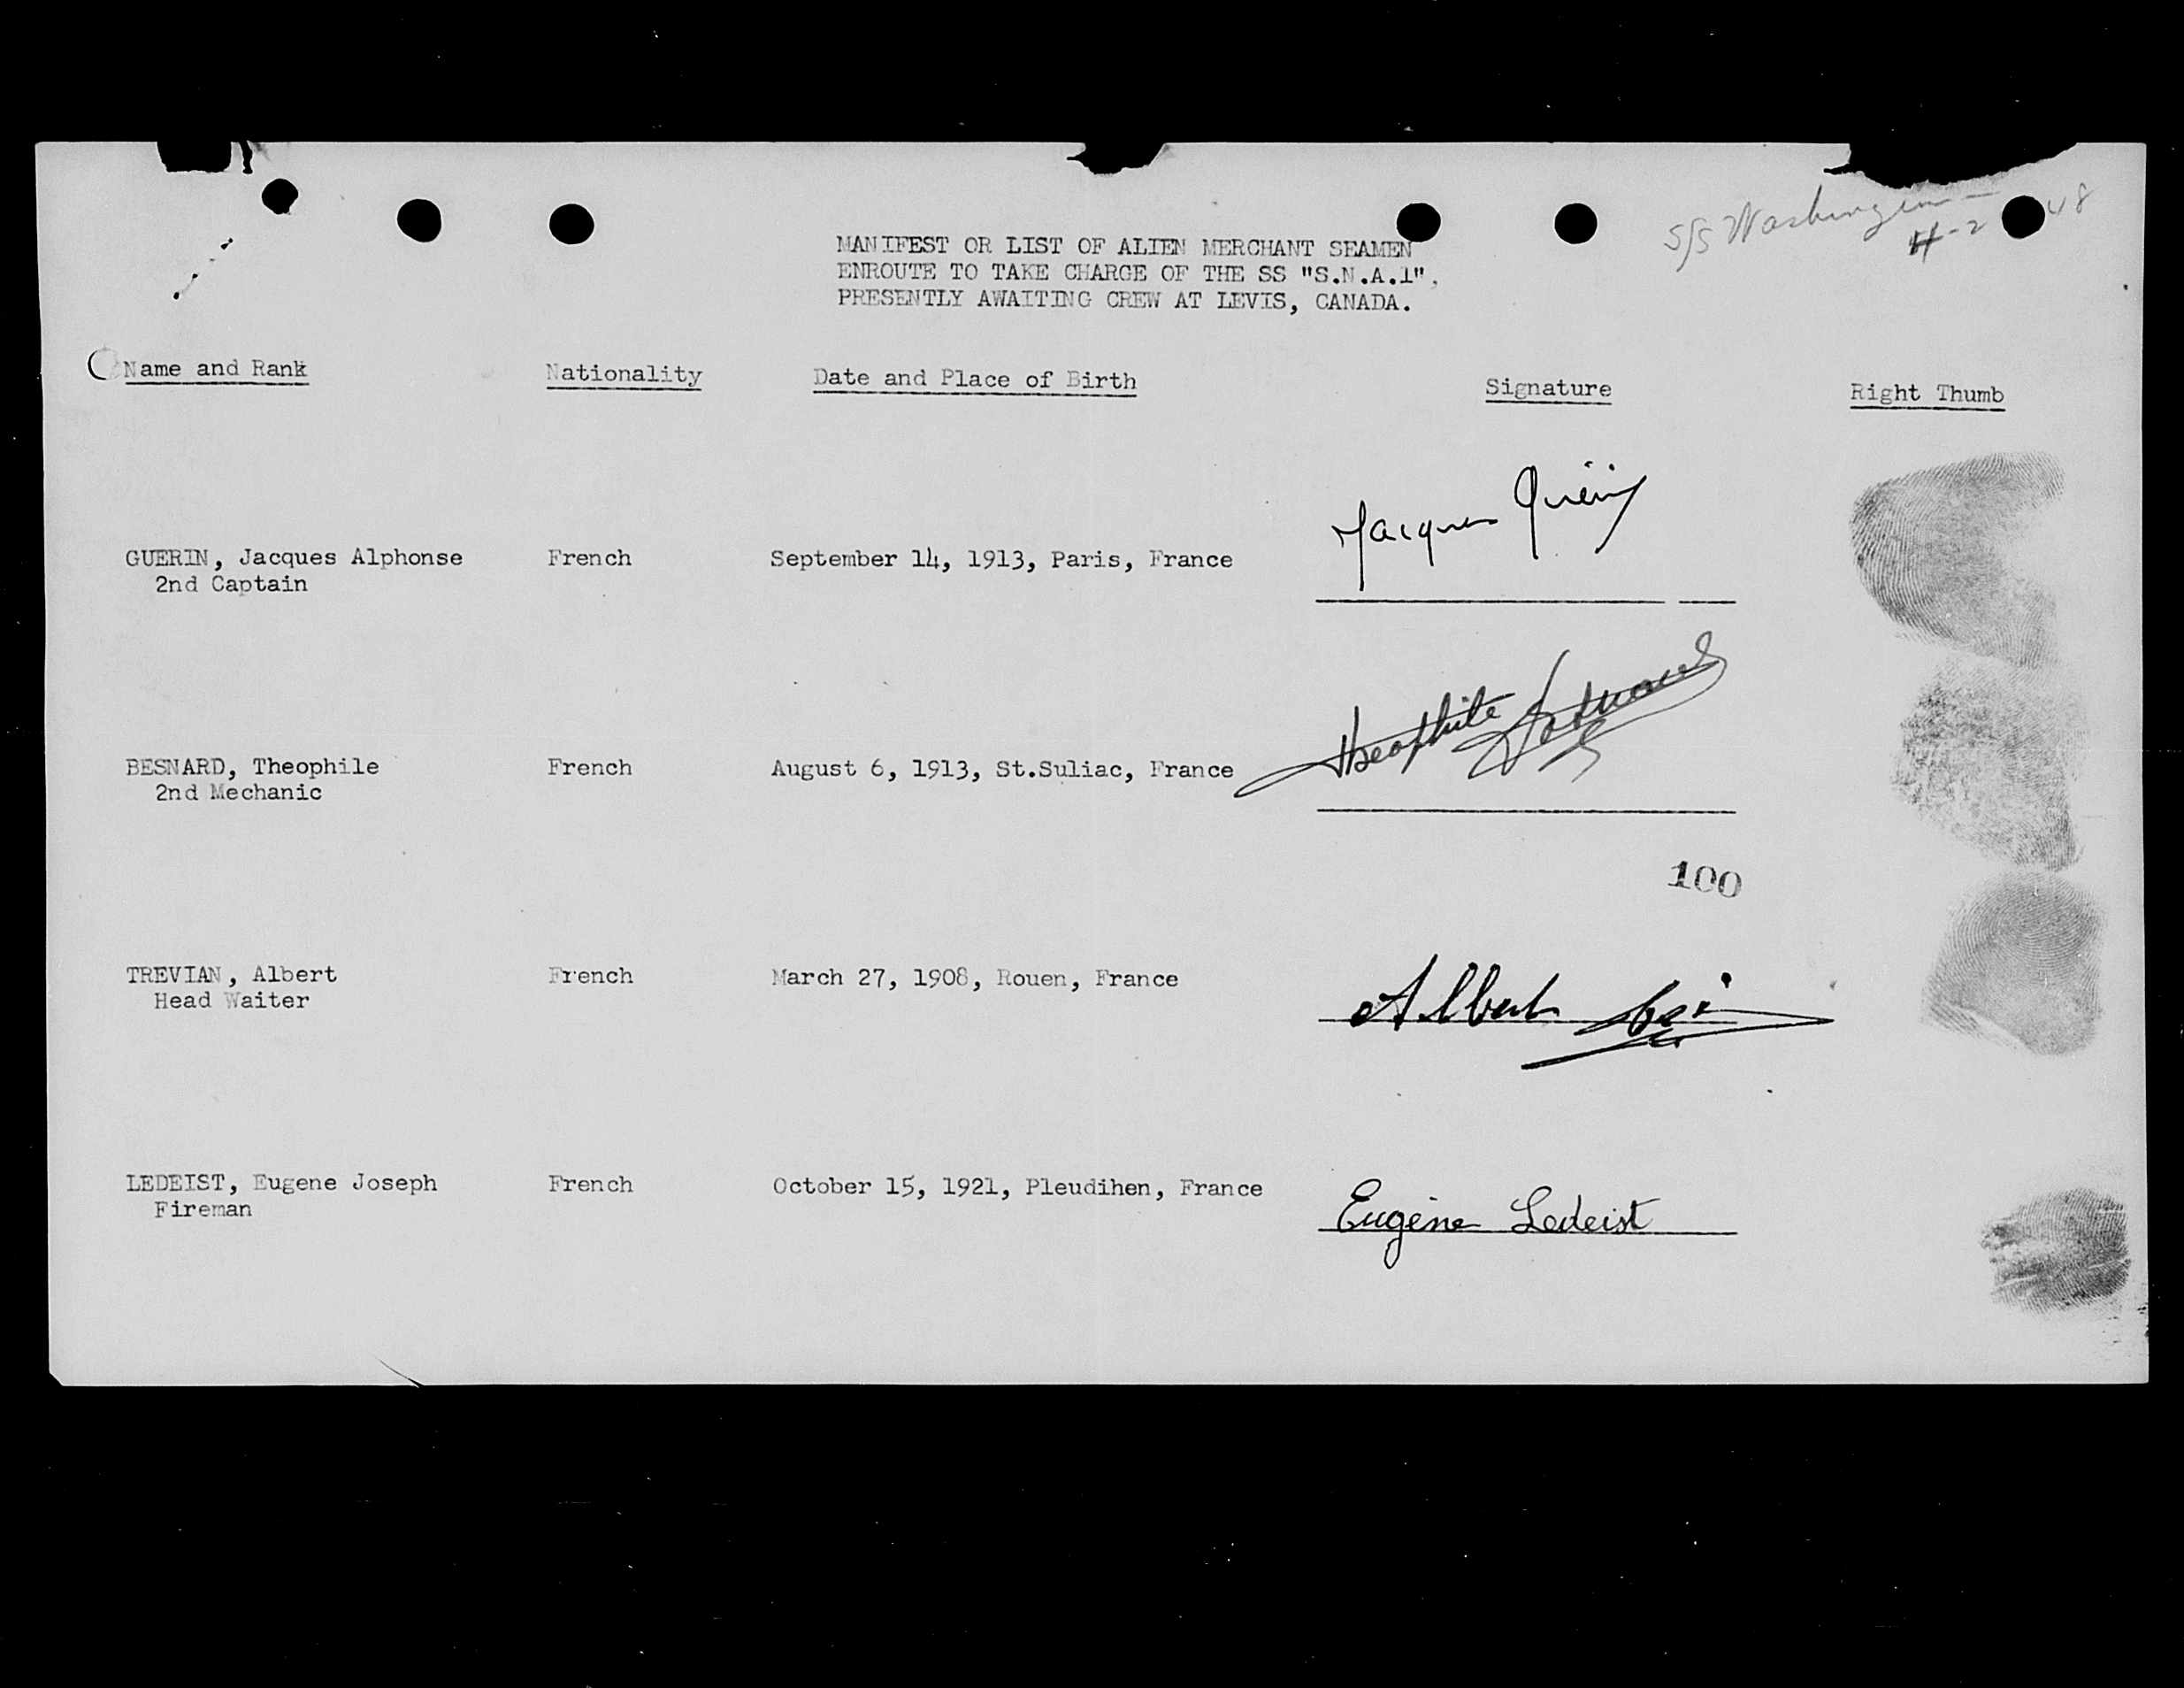 S/S Washington -
4-2 48
MANIFEST OR LIST OF ALIEN MERCHANT SEAMEN
ENROUTE TO TAKE CHARGE OF THE SS "S.N.A.1",
PRESENTLY AWAITING CREW AT LEVIS, CANADA.
Name and Rank Nationality Date and Place of Birth Signature Right Thumb
GUERIN, Jacques Alphonse French September 14, 1913, Paris, France Jacques Guérin
2nd Captain
BESNARD, Theophile French August 6, 1913, St.Suliac, France Theophile
2nd Mechanic
100
TREVIAN, Albert French March 27, 1908, Rouen, France Albert
Head Waiter
LEDEIST, Eugene Joseph French October 15, 1921, Pleudihen, France Eugène Ledeist
Fireman